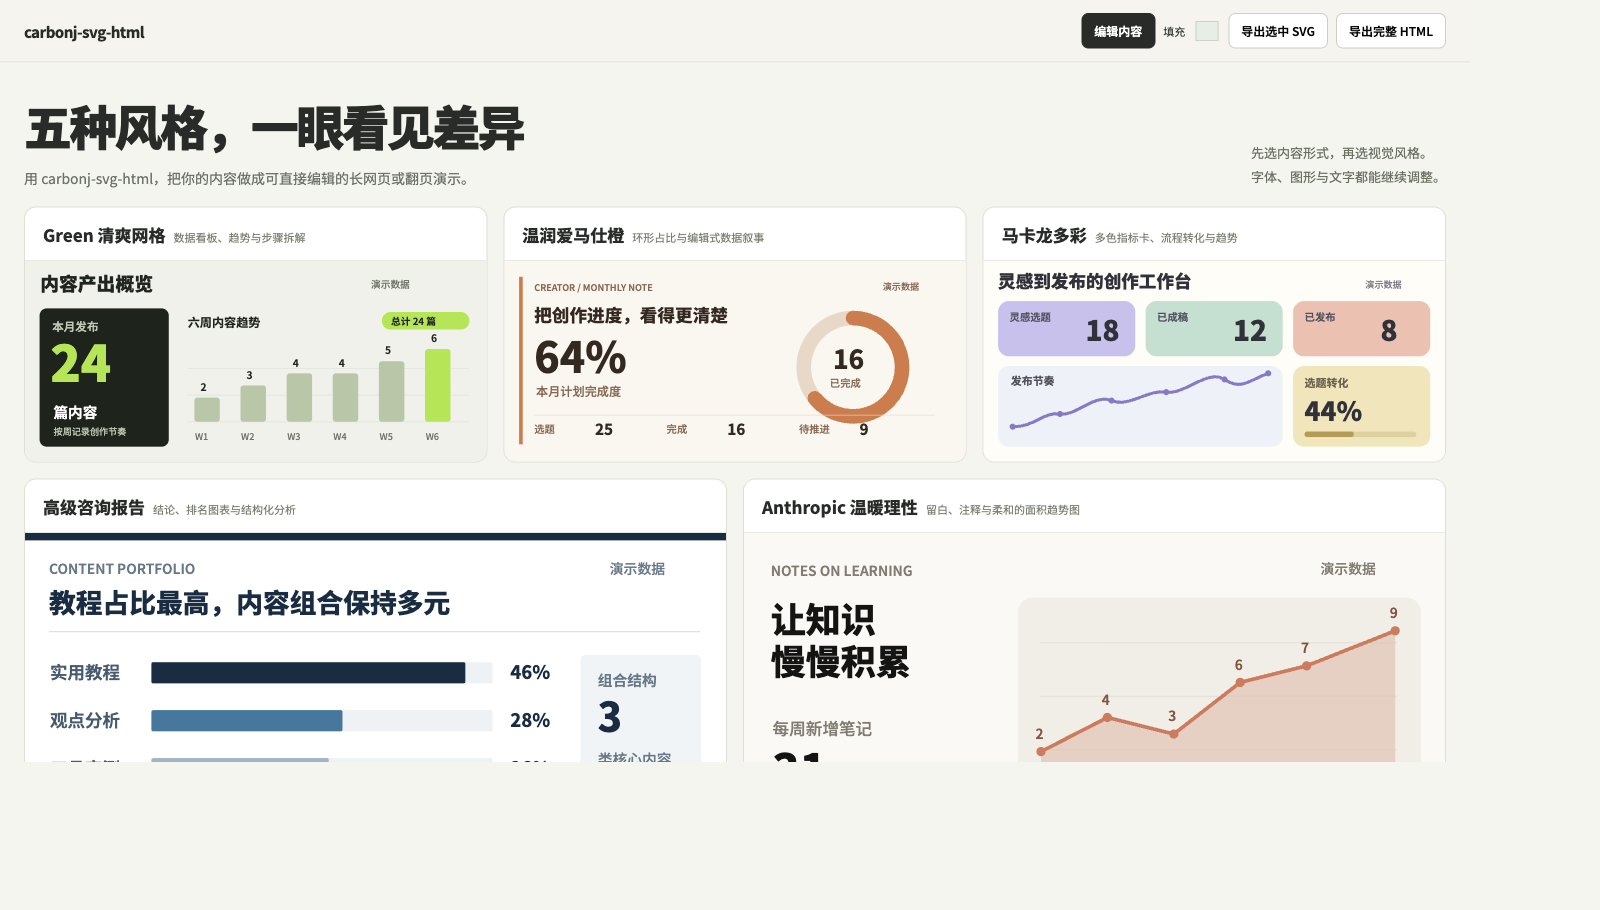 carbonj-svg-html
编辑内容
填充
导出选中 SVG
导出完整 HTML
五种风格，一眼看见差异
用 carbonj-svg-html，把你的内容做成可直接编辑的长网页或翻页演示。
先选内容形式，再选视觉风格。
字体、图形与文字都能继续调整。
Green 清爽网格 数据看板、趋势与步骤拆解
内容产出概览
演示数据
本月发布
24
篇内容
按周记录创作节奏
六周内容趋势
总计 24 篇
2
3
4
4
5
6
W1
W2
W3
W4
W5
W6
温润爱马仕橙 环形占比与编辑式数据叙事
CREATOR / MONTHLY NOTE
演示数据
把创作进度，看得更清楚
64%
本月计划完成度
16
已完成
选题 25
完成 16
待推进 9
马卡龙多彩 多色指标卡、流程转化与趋势
灵感到发布的创作工作台
演示数据
灵感选题
18
已成稿
12
已发布
8
发布节奏
选题转化
44%
高级咨询报告 结论、排名图表与结构化分析
CONTENT PORTFOLIO
演示数据
教程占比最高，内容组合保持多元
实用教程
46%
观点分析
28%
组合结构
3
类核心内容
Anthropic 温暖理性 留白、注释与柔和的面积趋势图
NOTES ON LEARNING
演示数据
让知识
慢慢积累
每周新增笔记
2
4
3
6
7
9